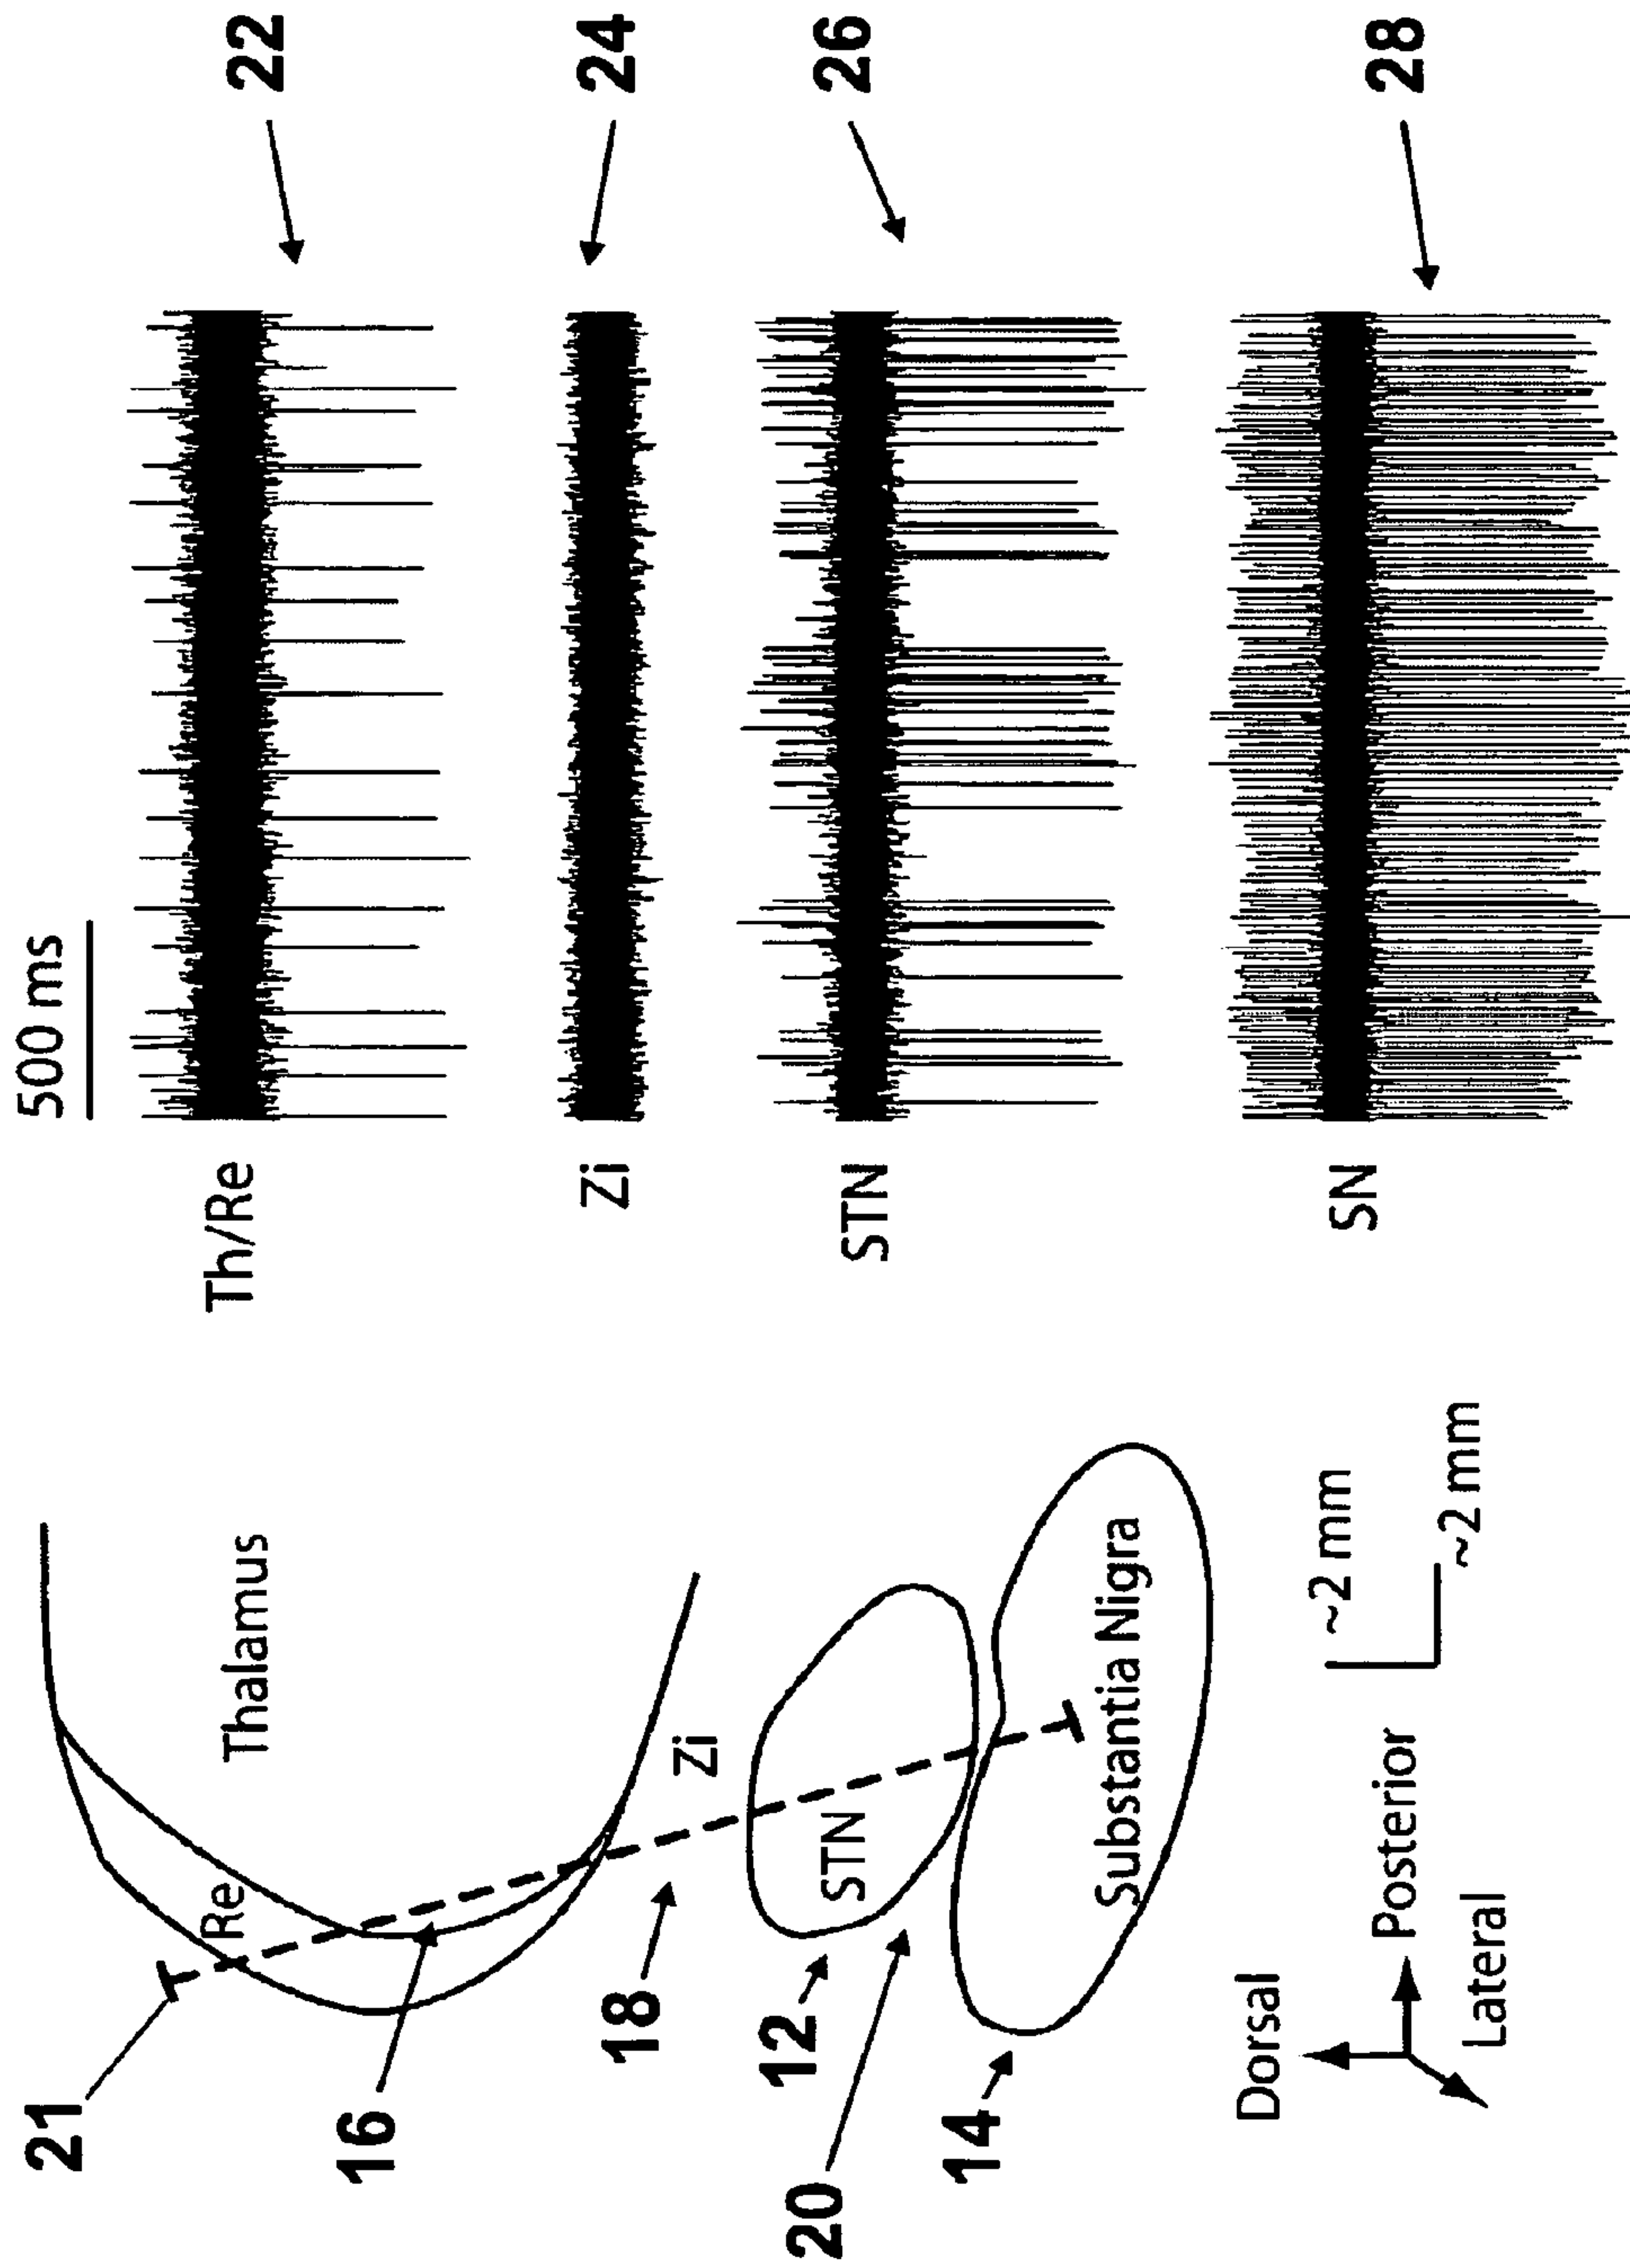 21
16
18
12
20
14
Re
Thalamus
Zi
STN
Substantia Nigra
Dorsal
Posterior
Lateral
~2 mm
~2 mm
500 ms
Th/Re
22
Zi
24
STN
26
SN
28